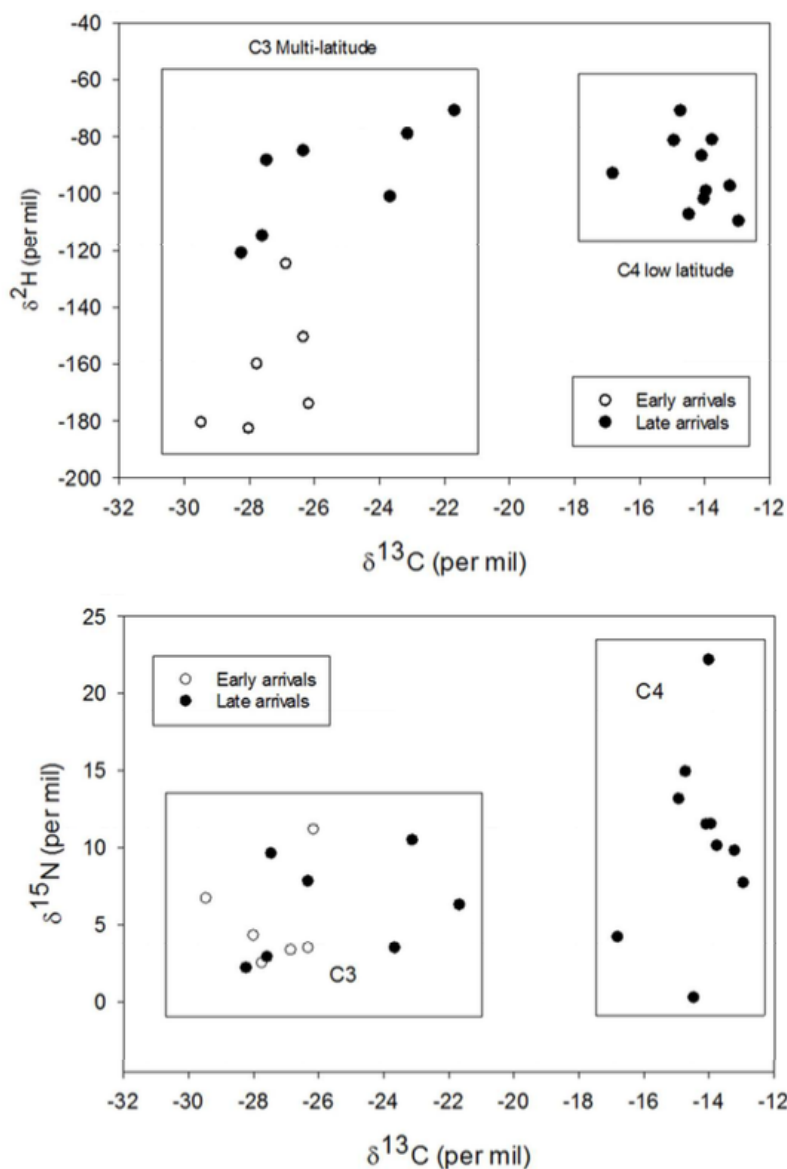 C3 Multi-latitude
-40
-60
-80
-100
-120
-140
-160
-180
-200
δ²H (per mil)
C4 low latitude
Early arrivals
Late arrivals
-32 -30 -28 -26 -24 -22 -20 -18 -16 -14 -12
δ¹³C (per mil)
25
20
15
10
5
0
δ¹⁵N (per mil)
Early arrivals
Late arrivals
C4
C3
-32 -30 -28 -26 -24 -22 -20 -18 -16 -14 -12
δ¹³C (per mil)